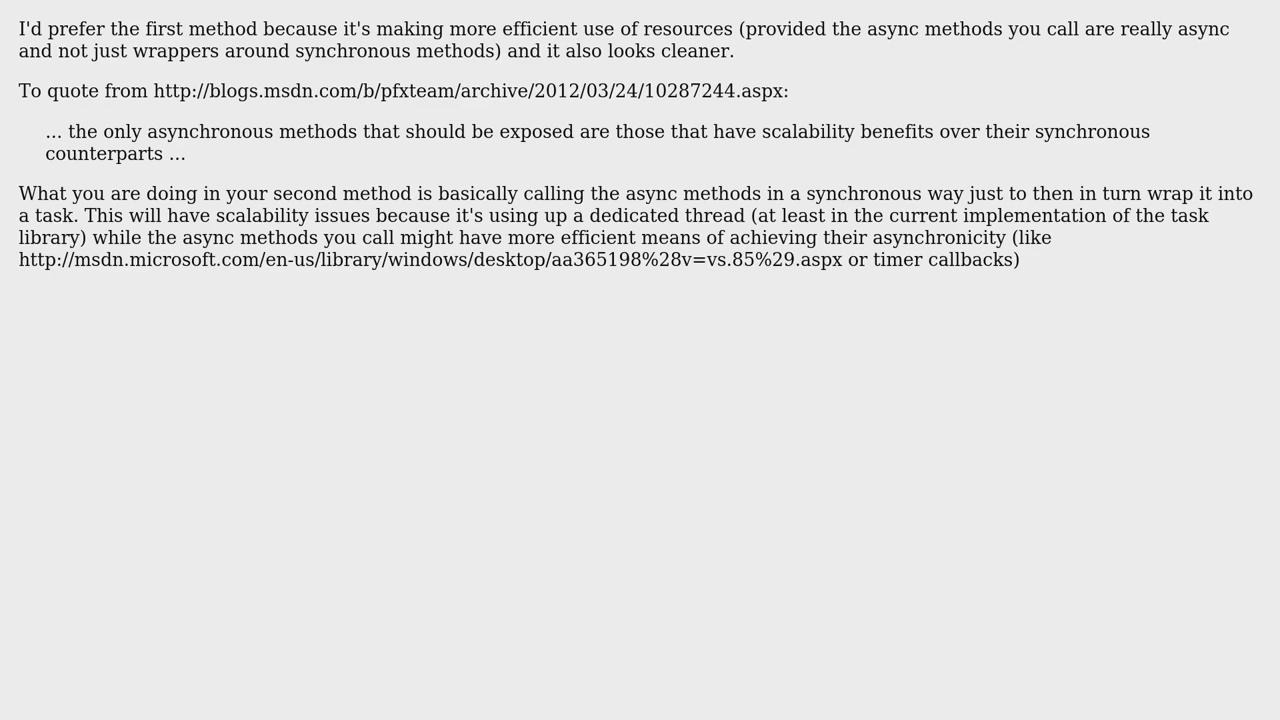 I'd prefer the first method because it's making more efficient use of resources (provided the async methods you call are really async
and not just wrappers around synchronous methods) and it also looks cleaner.
To quote from http://blogs.msdn.com/b/pfxteam/archive/2012/03/24/10287244.aspx:
... the only asynchronous methods that should be exposed are those that have scalability benefits over their synchronous
counterparts ...
What you are doing in your second method is basically calling the async methods in a synchronous way just to then in turn wrap it into
a task. This will have scalability issues because it's using up a dedicated thread (at least in the current implementation of the task
library) while the async methods you call might have more efficient means of achieving their asynchronicity (like
http://msdn.microsoft.com/en-us/library/windows/desktop/aa365198%28v=vs.85%29.aspx or timer callbacks)